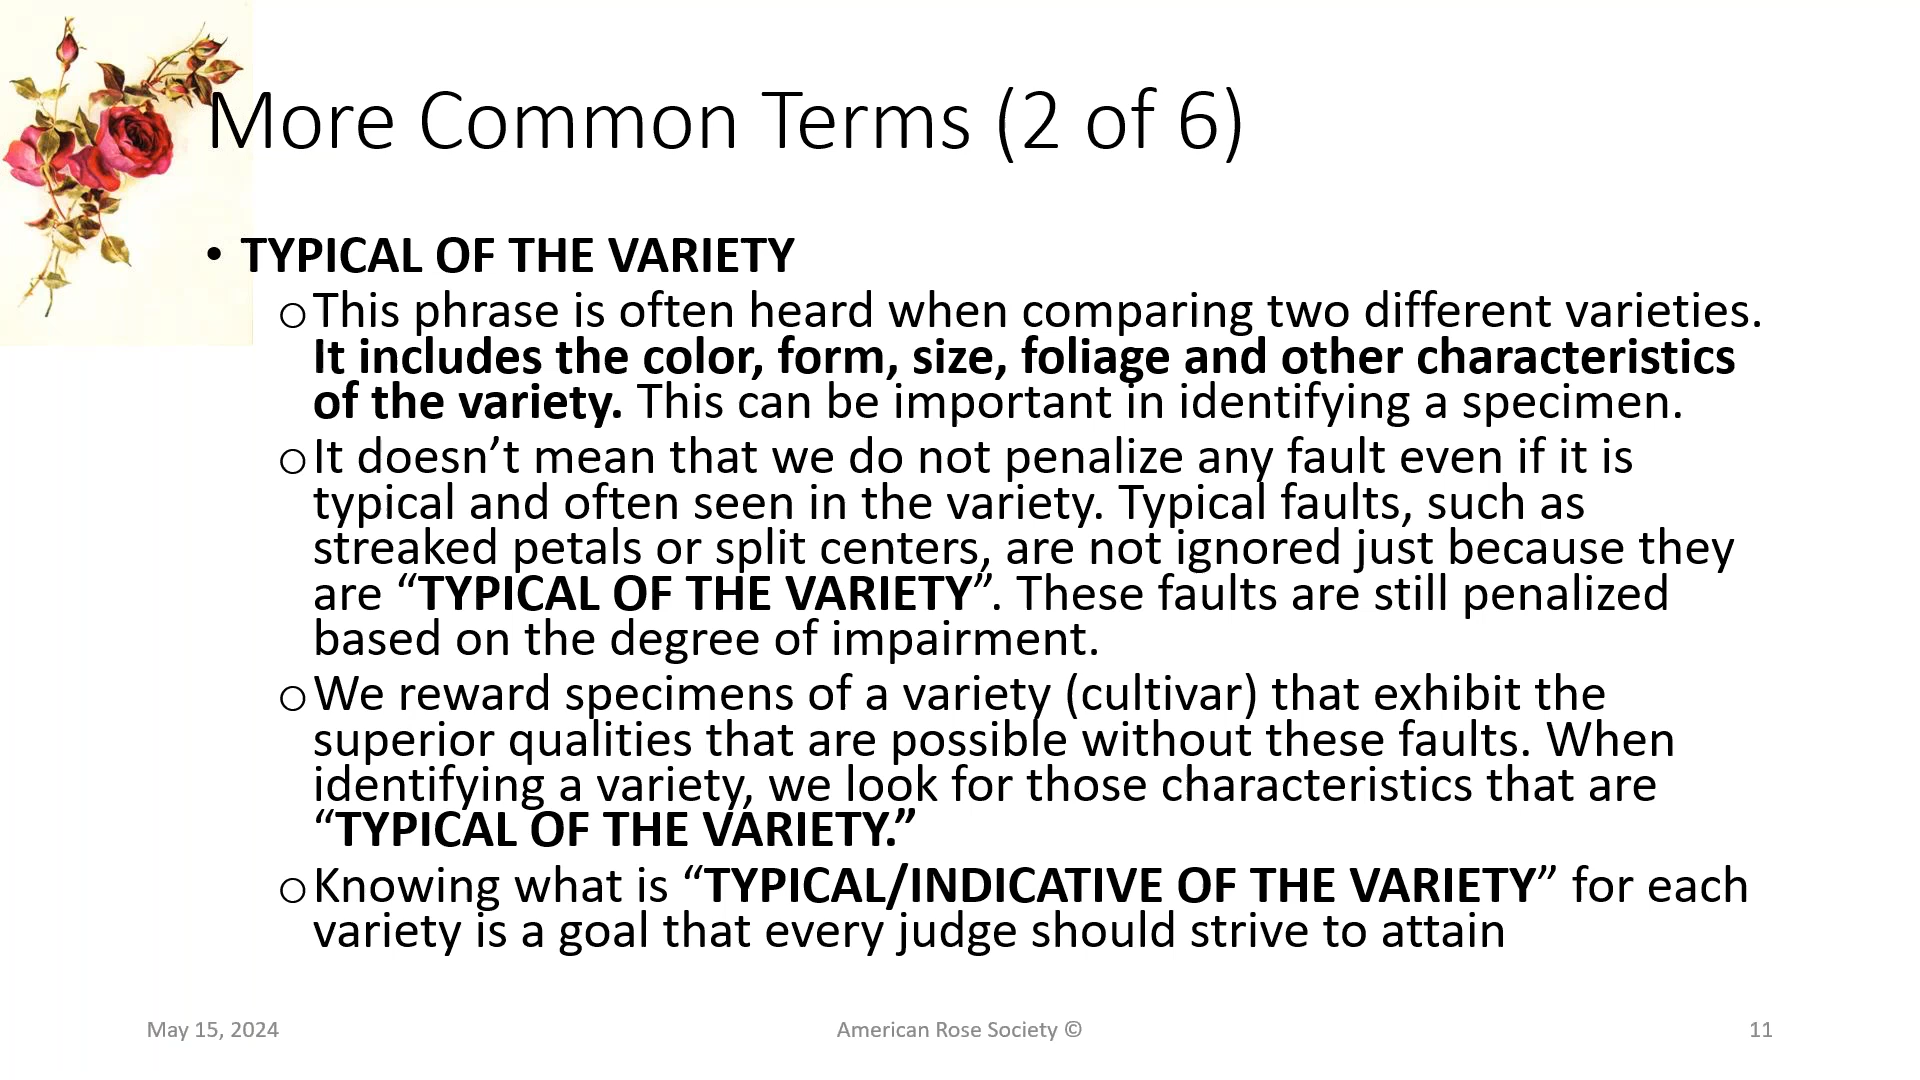 More Common Terms (2 of 6)
• TYPICAL OF THE VARIETY
o This phrase is often heard when comparing two different varieties.
It includes the color, form, size, foliage and other characteristics
of the variety. This can be important in identifying a specimen.
o It doesn’t mean that we do not penalize any fault even if it is
typical and often seen in the variety. Typical faults, such as
streaked petals or split centers, are not ignored just because they
are “TYPICAL OF THE VARIETY”. These faults are still penalized
based on the degree of impairment.
o We reward specimens of a variety (cultivar) that exhibit the
superior qualities that are possible without these faults. When
identifying a variety, we look for those characteristics that are
“TYPICAL OF THE VARIETY.”
o Knowing what is “TYPICAL/INDICATIVE OF THE VARIETY” for each
variety is a goal that every judge should strive to attain
May 15, 2024
American Rose Society ©
11